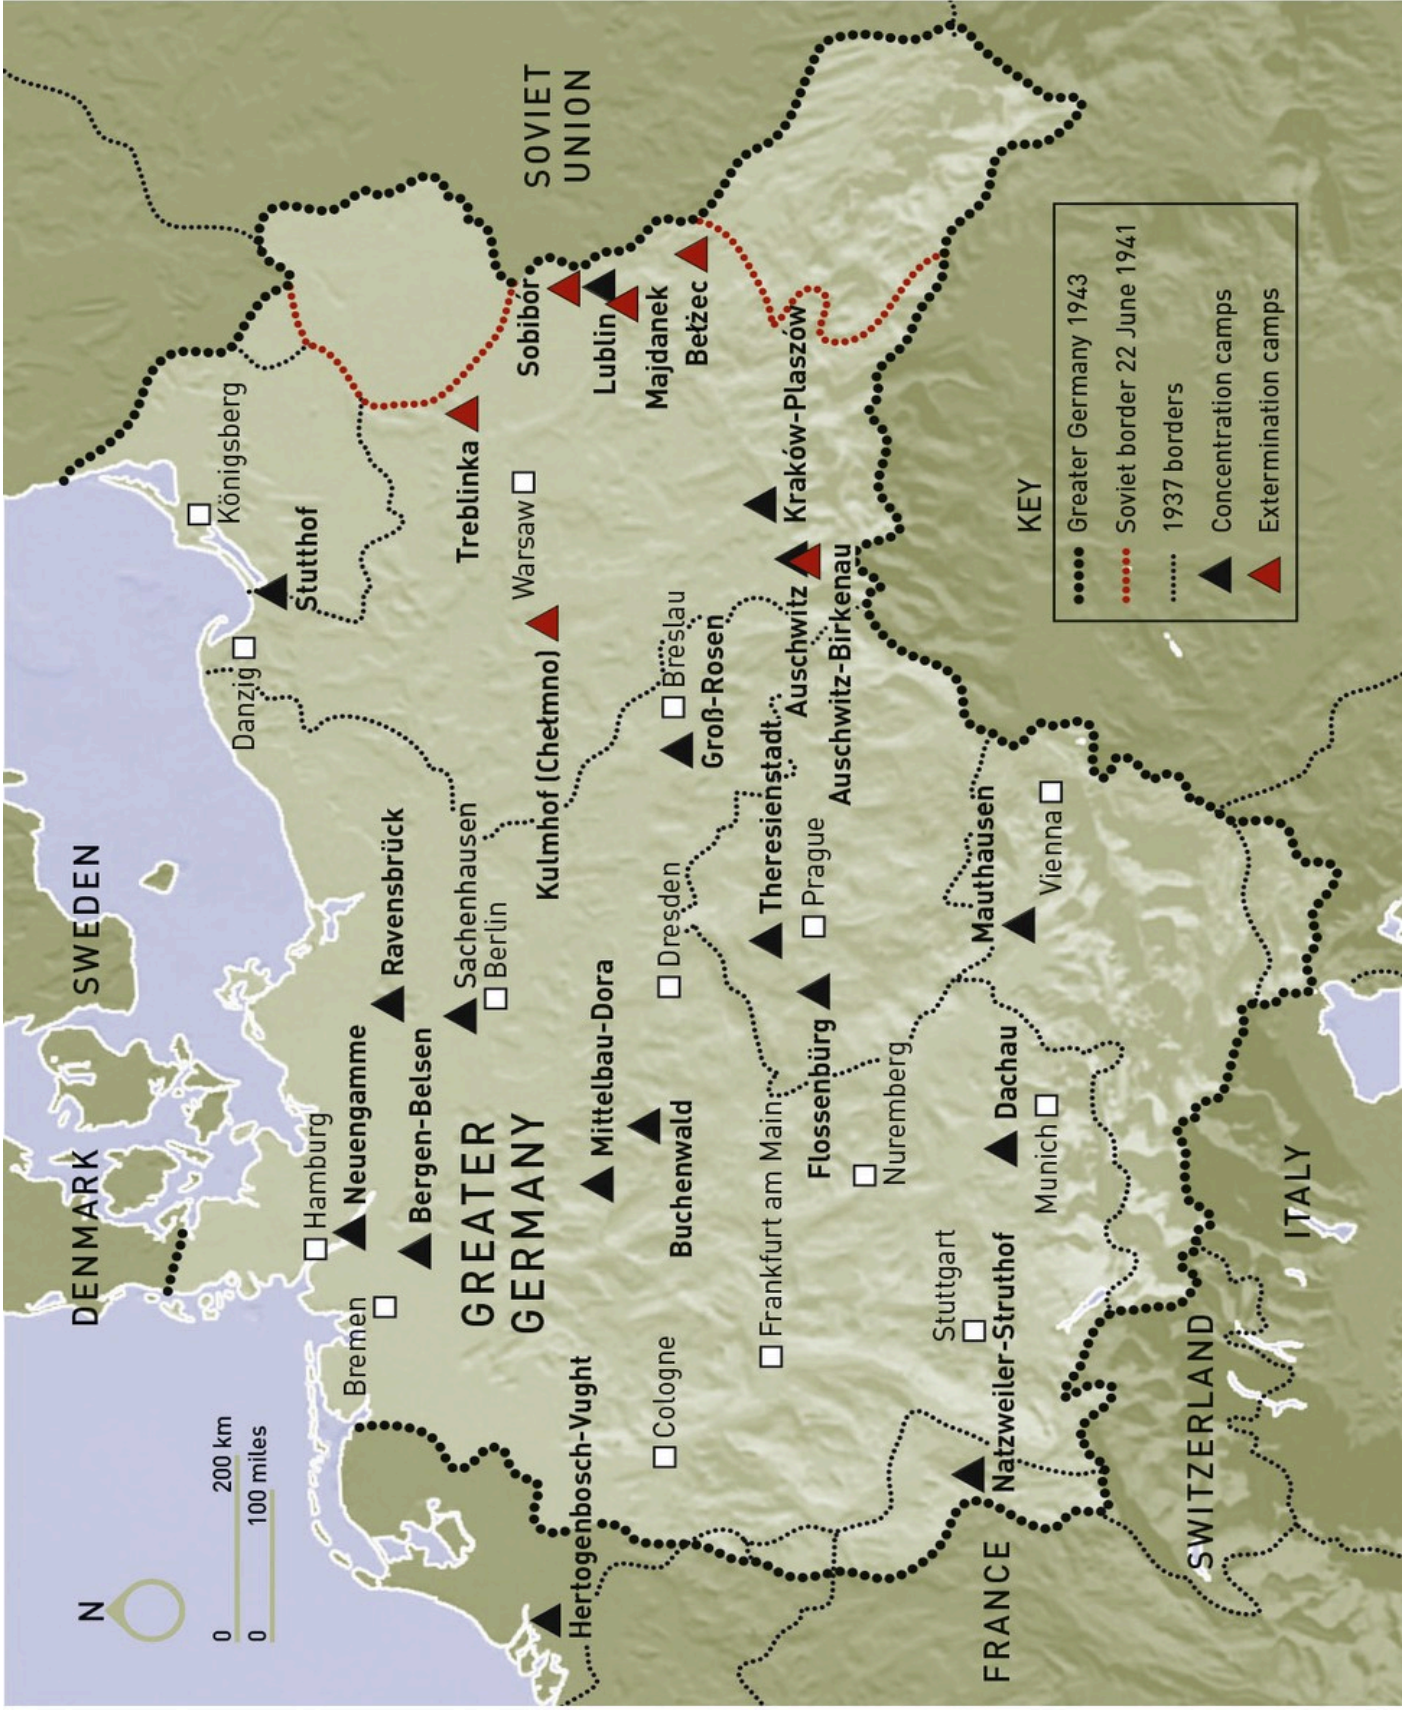 N
0 200 km
0 100 miles
DENMARK
SWEDEN
Königsberg
Danzig
Stutthof
Hamburg
Neuengamme
Bremen
Ravensbrück
Bergen-Belsen
Sachenhausen
Berlin
GREATER
GERMANY
Treblinka
Warsaw
Kulmhof (Chełmno)
SOVIET
UNION
Sobibór
Lublin
Majdanek
Bełżec
Hertogenbosch-Vught
Mittelbau-Dora
Buchenwald
Cologne
Dresden
Breslau
Groß-Rosen
Theresienstadt
Prague
Auschwitz
Auschwitz-Birkenau
Kraków-Plaszów
Frankfurt am Main
Flossenbürg
Nuremberg
Stuttgart
Natzweiler-Struthof
Dachau
Munich
Mauthausen
Vienna
FRANCE
SWITZERLAND
ITALY
KEY
Greater Germany 1943
Soviet border 22 June 1941
1937 borders
Concentration camps
Extermination camps